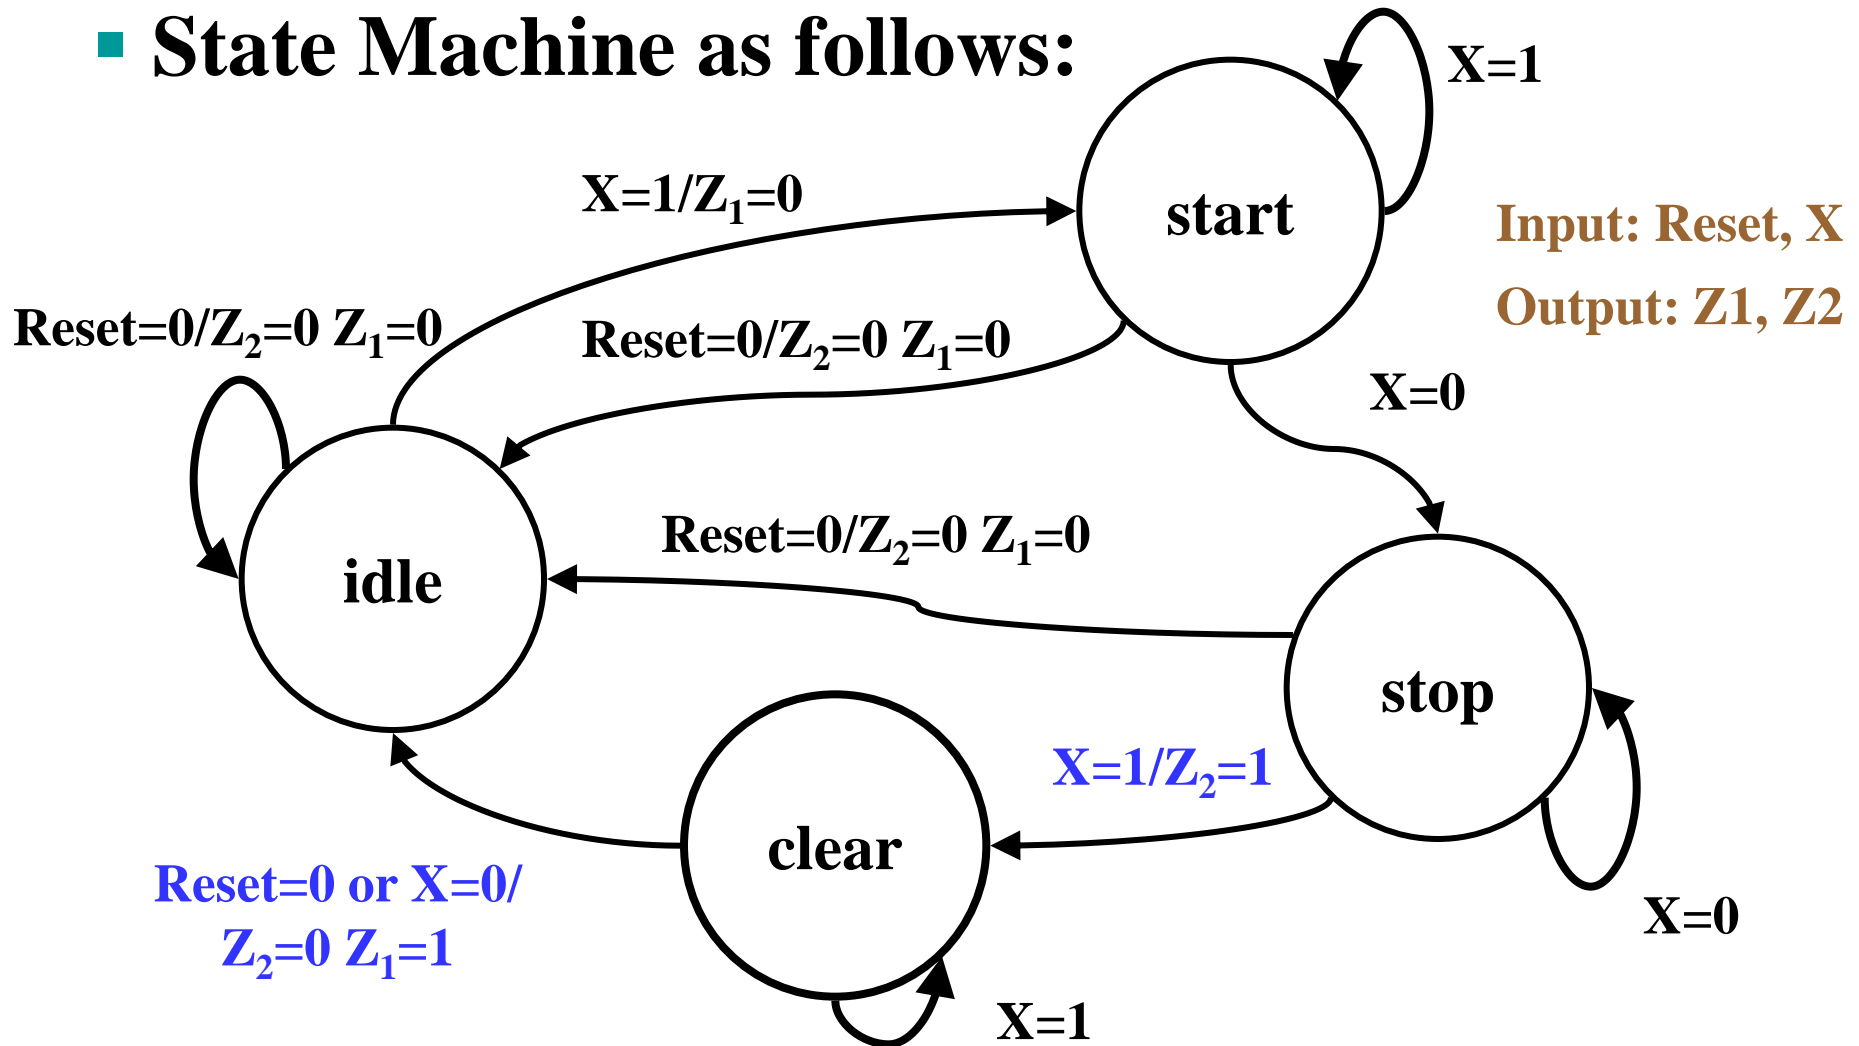 ▪ State Machine as follows:
X=1
X=1/Z₁=0
start
Input: Reset, X
Output: Z1, Z2
Reset=0/Z₂=0 Z₁=0
Reset=0/Z₂=0 Z₁=0
X=0
Reset=0/Z₂=0 Z₁=0
idle
stop
X=1/Z₂=1
clear
Reset=0 or X=0/
Z₂=0 Z₁=1
X=0
X=1